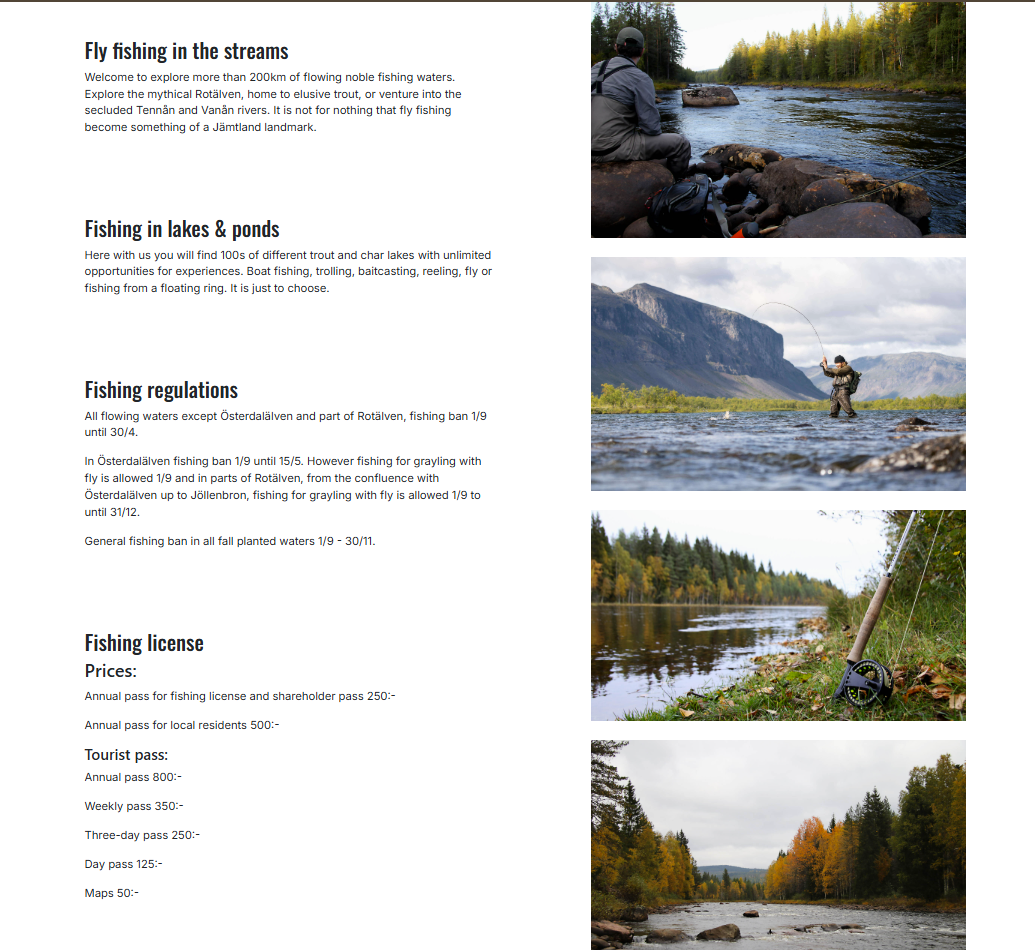 Fly fishing in the streams
Welcome to explore more than 200km of flowing noble fishing waters.
Explore the mythical Rotälven, home to elusive trout, or venture into the
secluded Tennån and Vanån rivers. It is not for nothing that fly fishing
become something of a Jämtland landmark.
Fishing in lakes & ponds
Here with us you will find 100s of different trout and char lakes with unlimited
opportunities for experiences. Boat fishing, trolling, baitcasting, reeling, fly or
fishing from a floating ring. It is just to choose.
Fishing regulations
All flowing waters except Österdalälven and part of Rotälven, fishing ban 1/9
until 30/4.
In Österdalälven fishing ban 1/9 until 15/5. However fishing for grayling with
fly is allowed 1/9 and in parts of Rotälven, from the confluence with
Österdalälven up to Jöllenbron, fishing for grayling with fly is allowed 1/9 to
until 31/12.
General fishing ban in all fall planted waters 1/9 - 30/11.
Fishing license
Prices:
Annual pass for fishing license and shareholder pass 250:-
Annual pass for local residents 500:-
Tourist pass:
Annual pass 800:-
Weekly pass 350:-
Three-day pass 250:-
Day pass 125:-
Maps 50:-